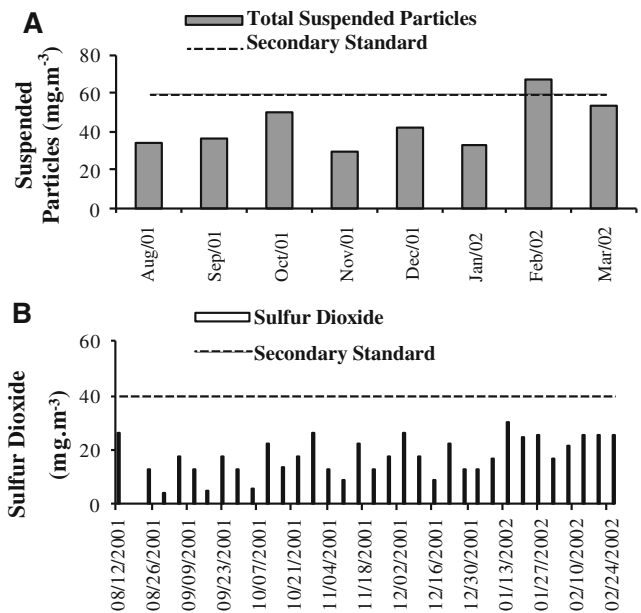 A
Total Suspended Particles
Secondary Standard
Suspended
Particles (mg.m-3)
80
60
40
20
0
Aug/01
Sep/01
Oct/01
Nov/01
Dec/01
Jan/02
Feb/02
Mar/02
B
Sulfur Dioxide
Secondary Standard
Sulfur Dioxide
(mg.m-3)
60
40
20
0
08/12/2001
08/26/2001
09/09/2001
09/23/2001
10/07/2001
10/21/2001
11/04/2001
11/18/2001
12/02/2001
12/16/2001
12/30/2001
01/13/2002
01/27/2002
02/10/2002
02/24/2002